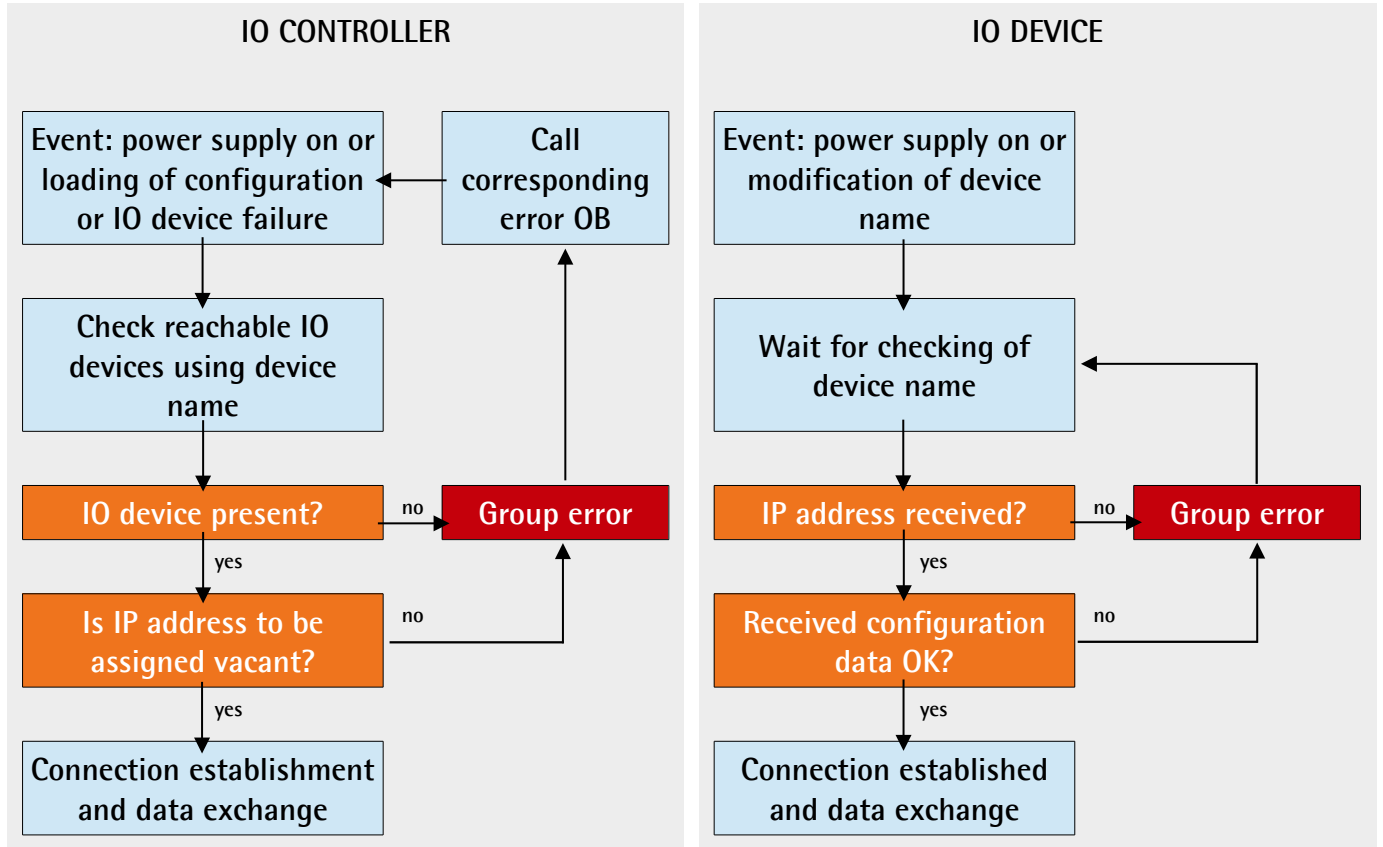 IO CONTROLLER
Event: power supply on or
loading of configuration
or IO device failure
Call
corresponding
error OB
Check reachable IO
devices using device
name
IO device present?
no
Group error
yes
Is IP address to be
assigned vacant?
no
yes
Connection establishment
and data exchange
IO DEVICE
Event: power supply on or
modification of device
name
Wait for checking of
device name
IP address received?
no
Group error
yes
Received configuration
data OK?
no
yes
Connection established
and data exchange